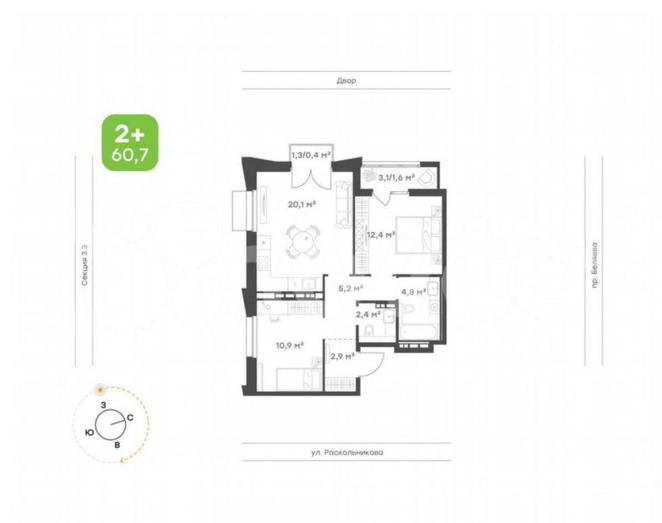 Двор
2+
60,7
1,3/0,4 м²
3,1/1,6 м²
20,1 м²
12,4 м²
Секция 3.3
пр. Беляева
5,2 м²
4,8 м²
2,4 м²
10,9 м²
2,9 м²
З
С
Ю
В
ул. Раскольникова